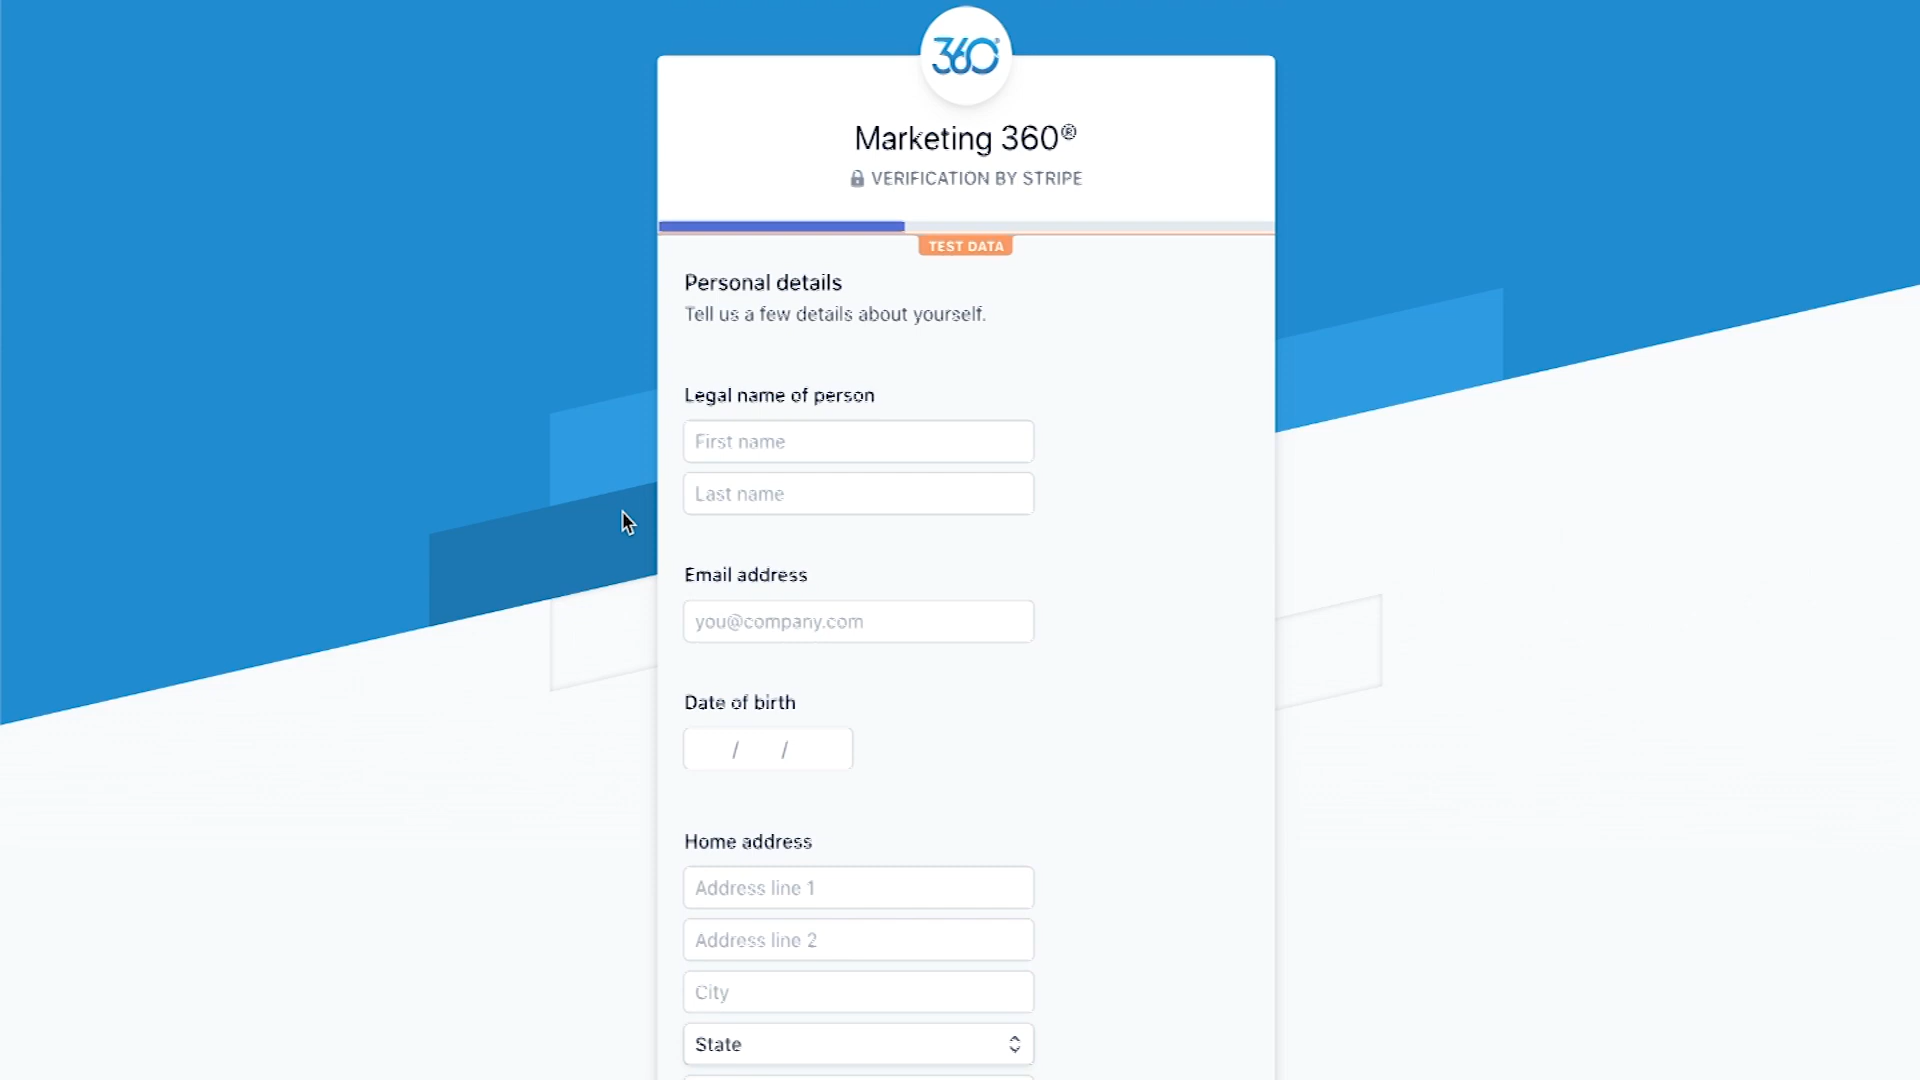 360®
Marketing 360®
VERIFICATION BY STRIPE
TEST DATA
Personal details
Tell us a few details about yourself.
Legal name of person
First name
Last name
Email address
you@company.com
Date of birth
/ /
Home address
Address line 1
Address line 2
City
State